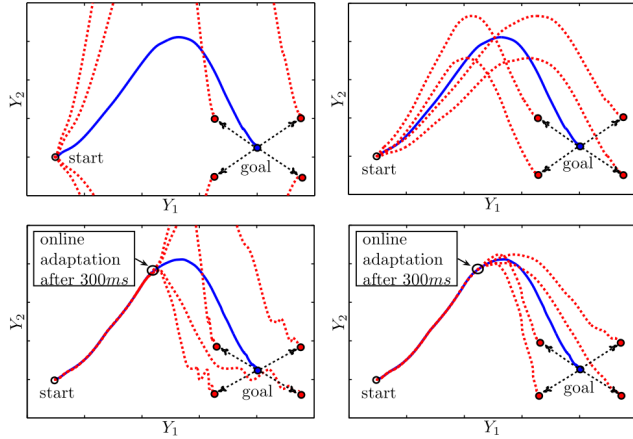 Y2
start
goal
Y1
Y2
start
goal
Y1
online
adaptation
after 300ms
Y2
start
goal
Y1
online
adaptation
after 300ms
Y2
start
goal
Y1